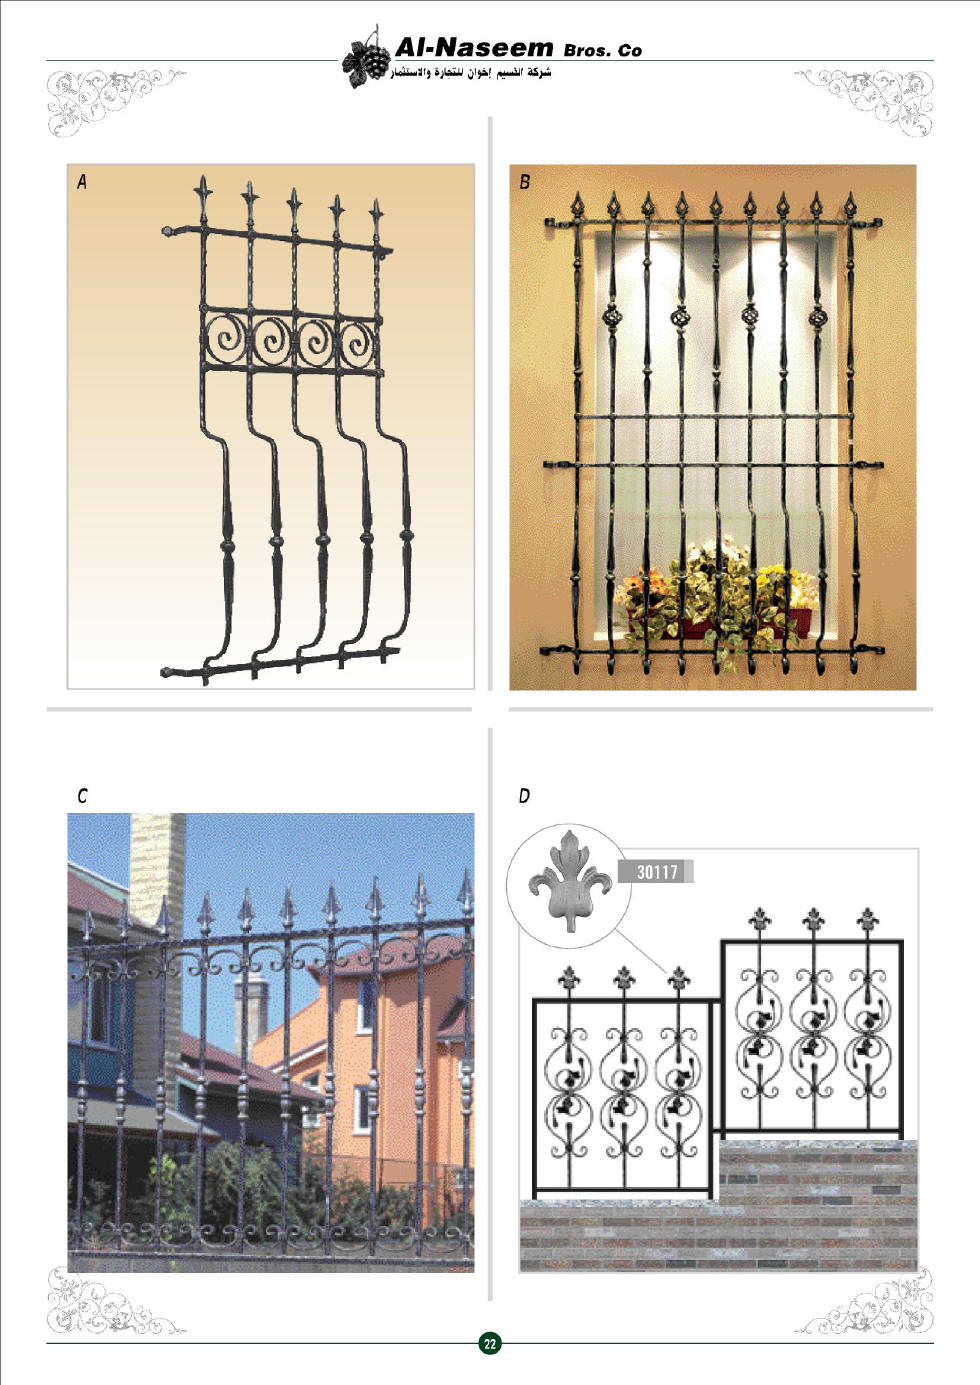 Al-Naseem Bros. Co
شركة النسيم إخوان للتجارة والاستثمار
A
B
C
D
30117
22